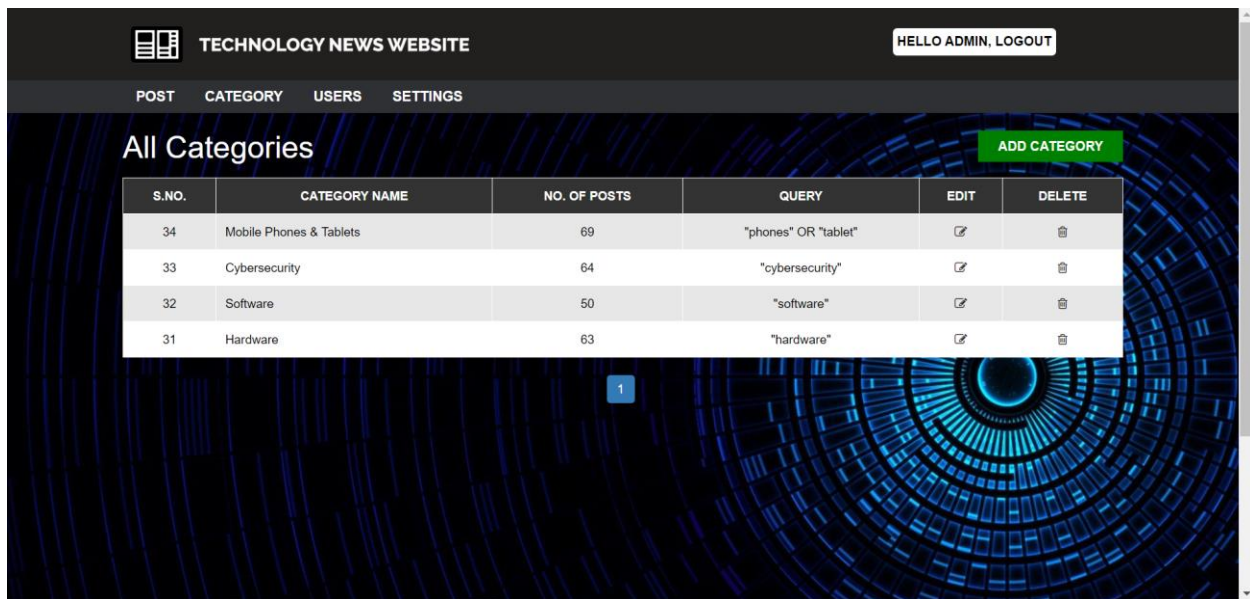 TECHNOLOGY NEWS WEBSITE HELLO ADMIN, LOGOUT
POST CATEGORY USERS SETTINGS
All Categories ADD CATEGORY
S.NO. CATEGORY NAME NO. OF POSTS QUERY EDIT DELETE
34 Mobile Phones & Tablets 69 "phones" OR "tablet"
33 Cybersecurity 64 "cybersecurity"
32 Software 50 "software"
31 Hardware 63 "hardware"
1